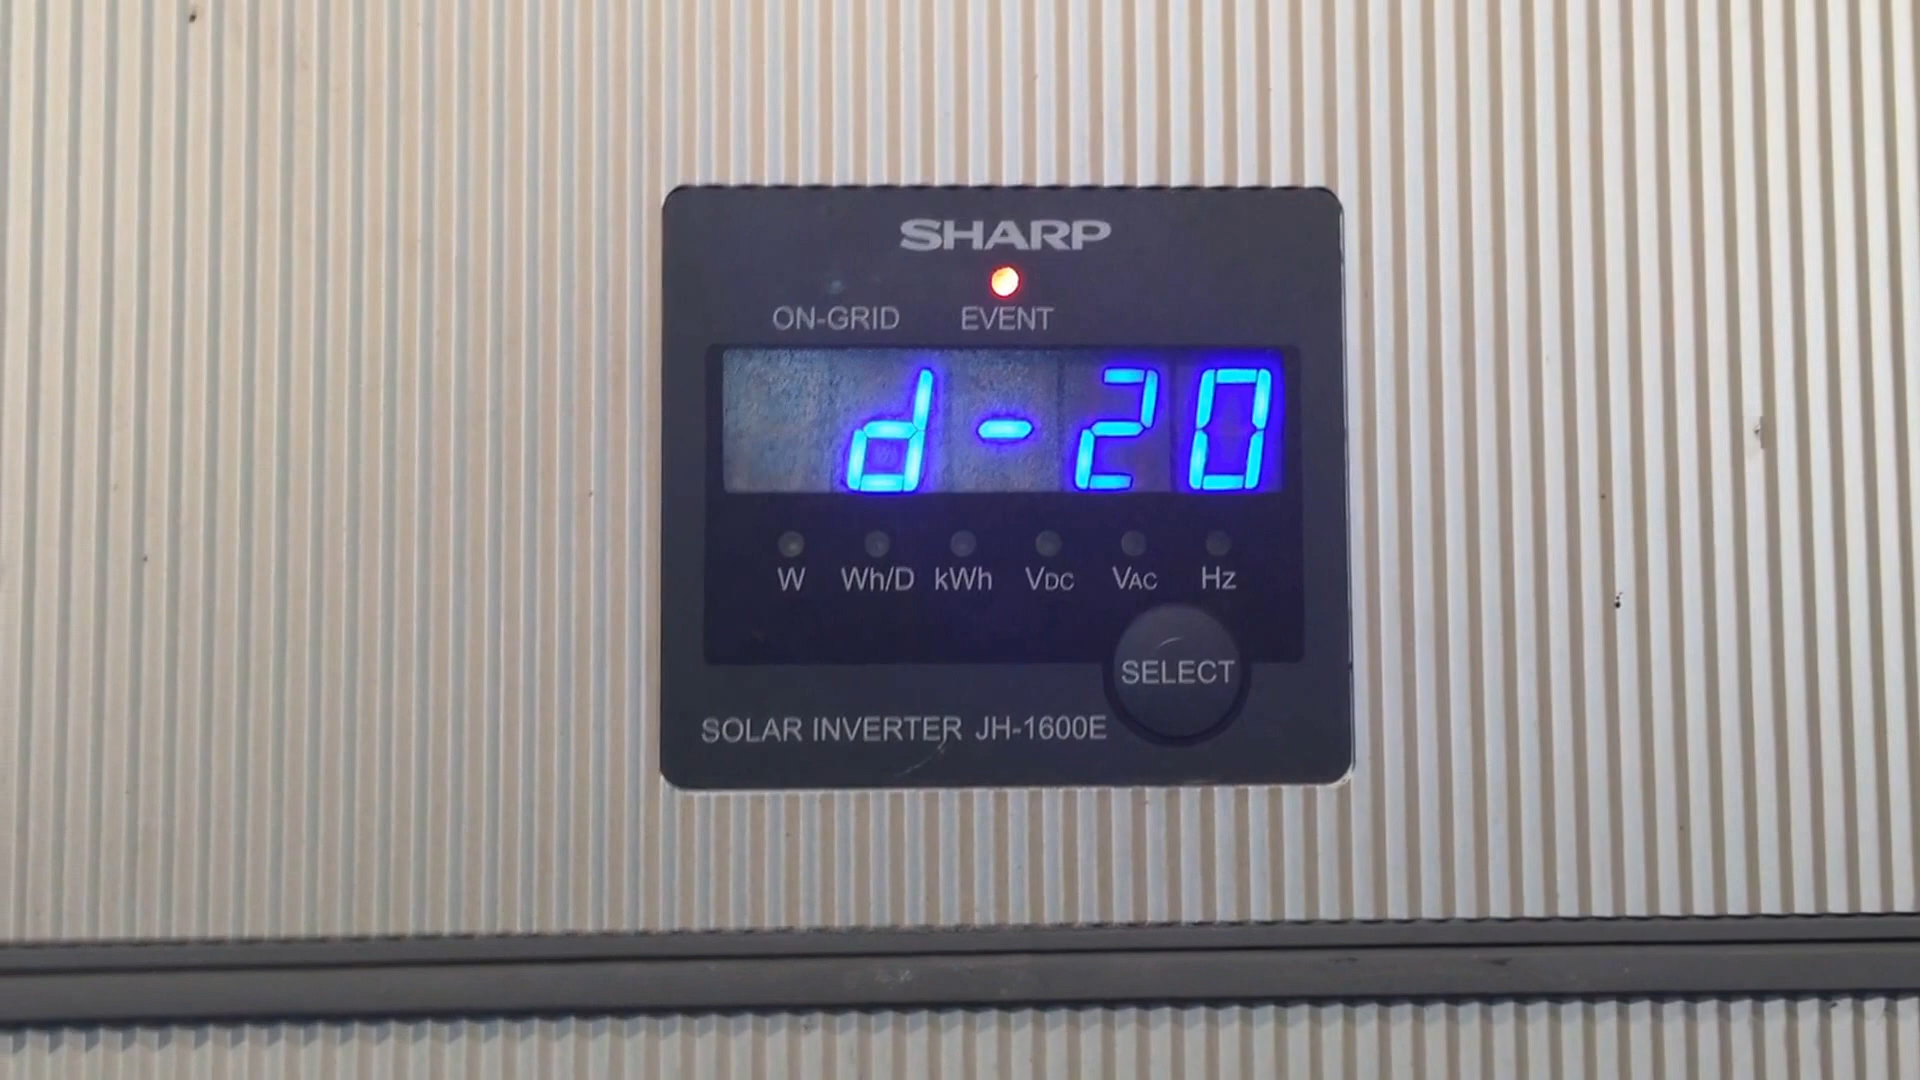 SHARP
ON-GRID EVENT
d-20
W Wh/D kWh VDC VAC Hz
SELECT
SOLAR INVERTER JH-1600E